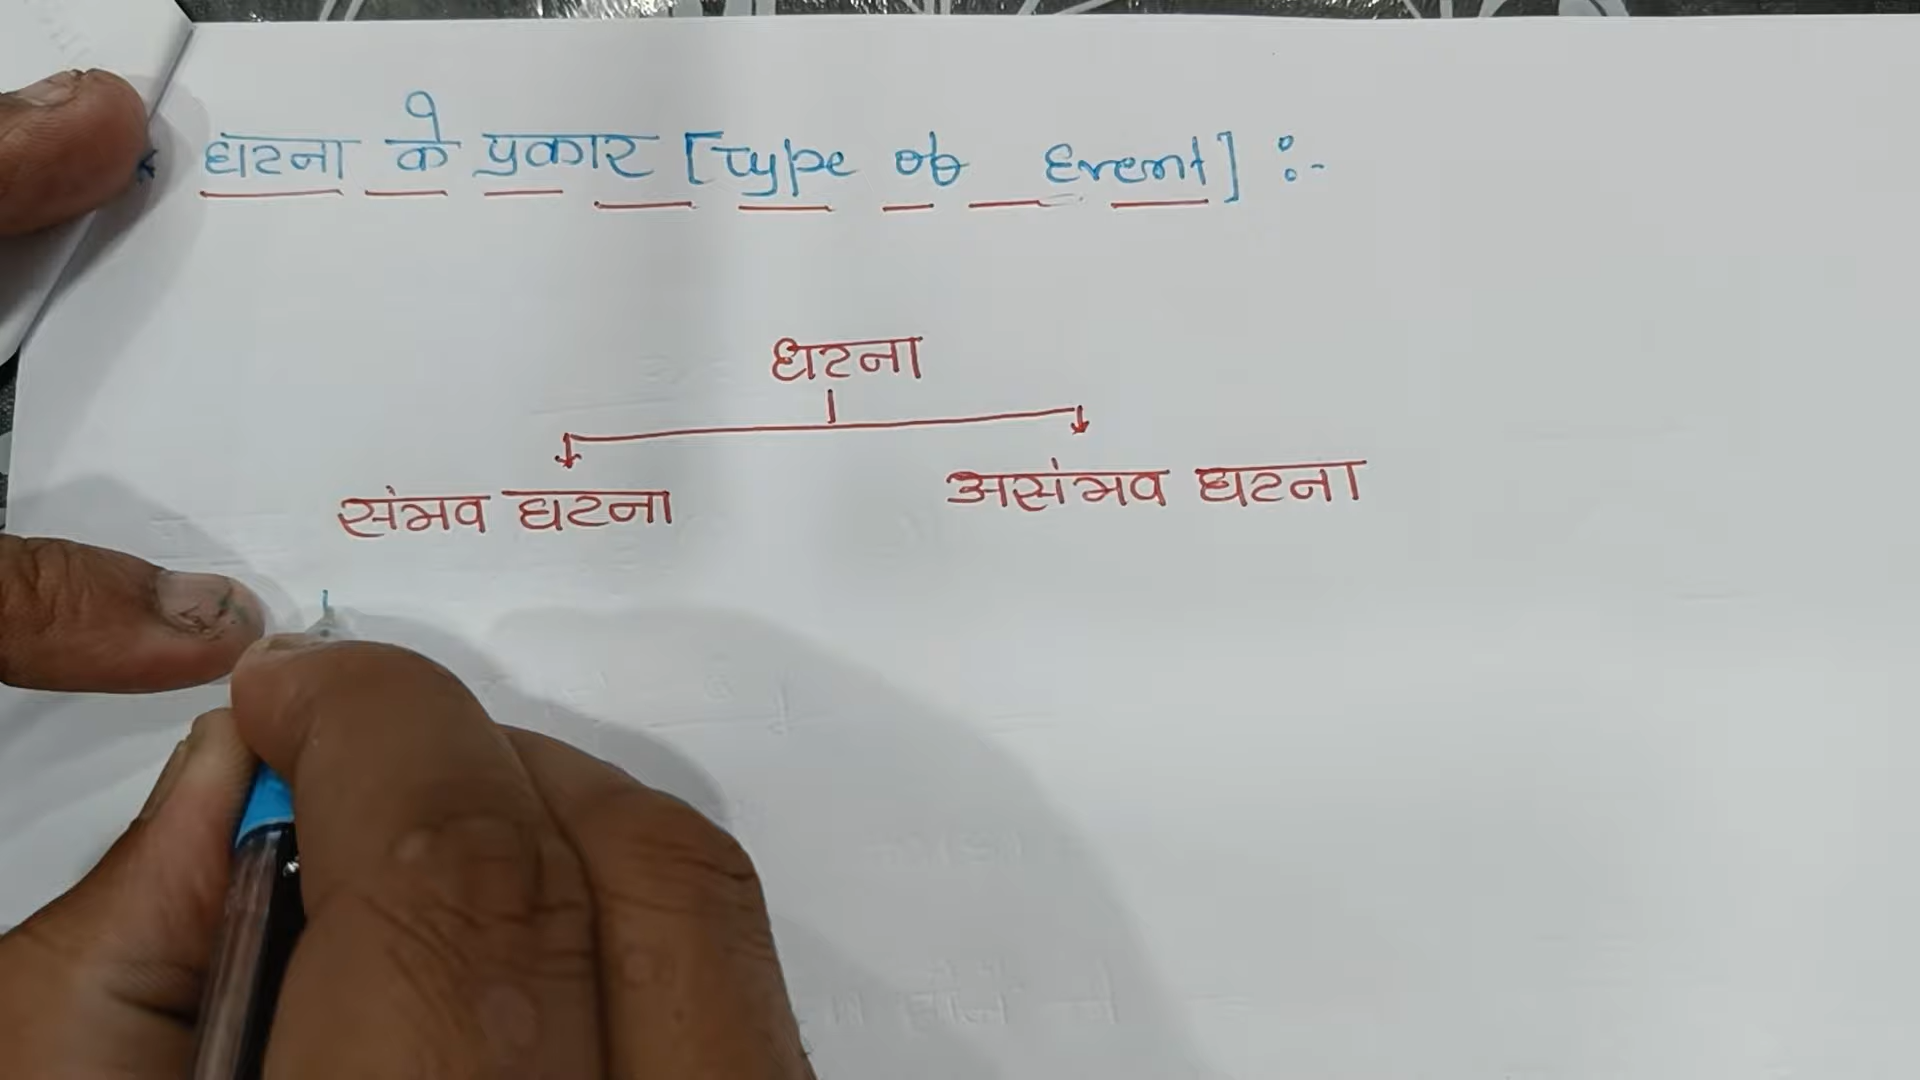 * घटना के प्रकार [Type of Event] :-
घटना
संभव घटना
असंभव घटना